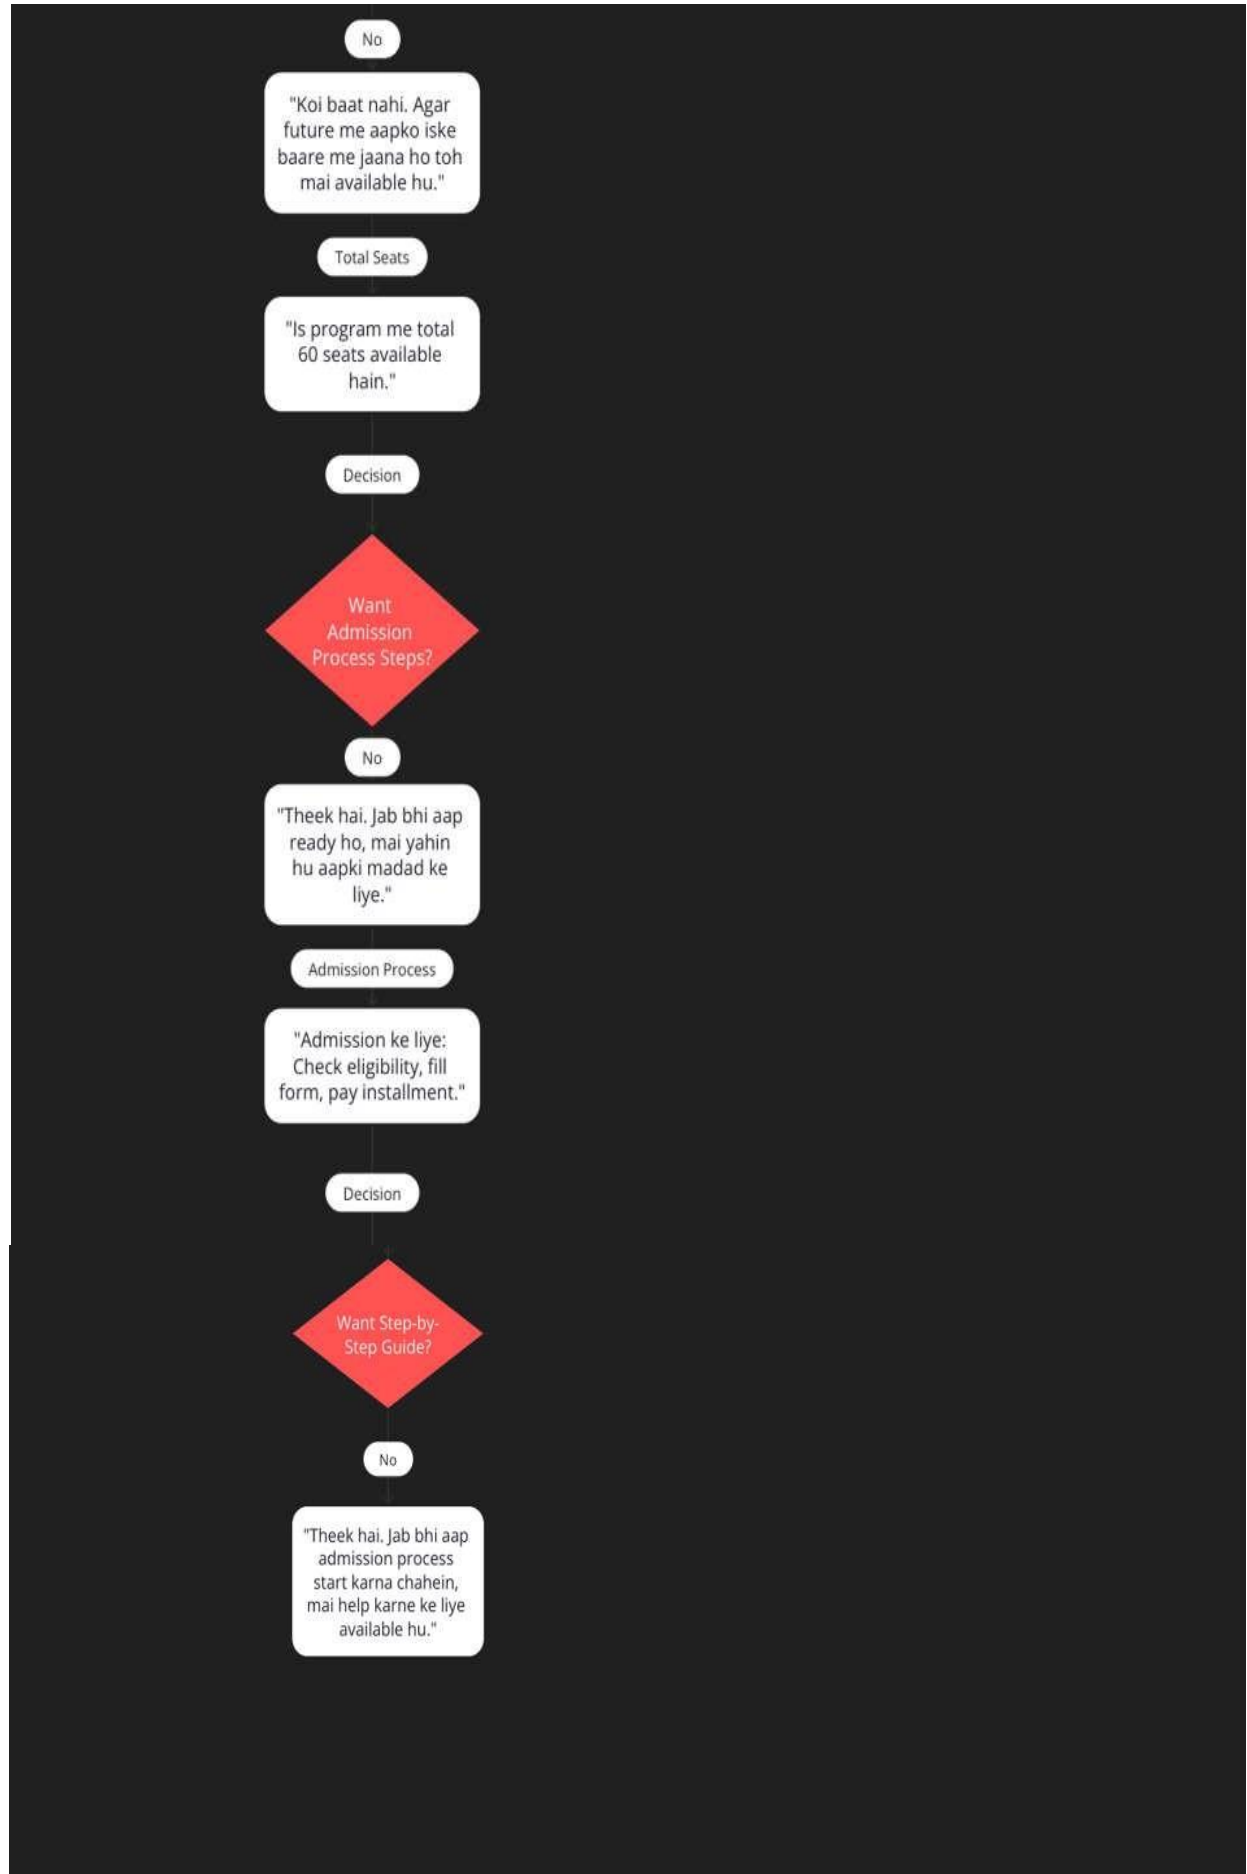 No
"Koi baat nahi. Agar
future me aapko iske
baare me jaana ho toh
mai available hu."
Total Seats
"Is program me total
60 seats available
hain."
Decision
Want
Admission
Process Steps?
No
"Theek hai. Jab bhi aap
ready ho, mai yahin
hu aapki madad ke
liye."
Admission Process
"Admission ke liye:
Check eligibility, fill
form, pay installment."
Decision
Want Step-by-
Step Guide?
No
"Theek hai. Jab bhi aap
admission process
start karna chahein,
mai help karne ke liye
available hu."